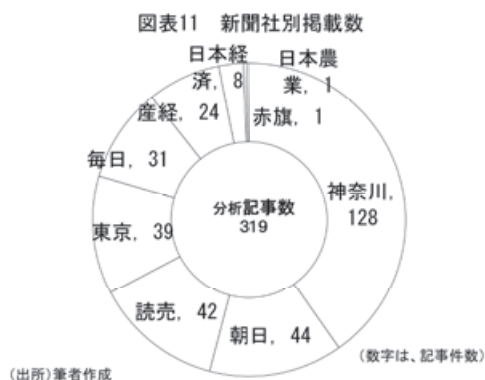 図表11　新聞社別掲載数
日本経
済, 8
日本農
業, 1
赤旗, 1
神奈川,
128
朝日, 44
読売, 42
東京, 39
毎日, 31
産経, 24
分析記事数
319
(数字は、記事件数)
(出所)筆者作成